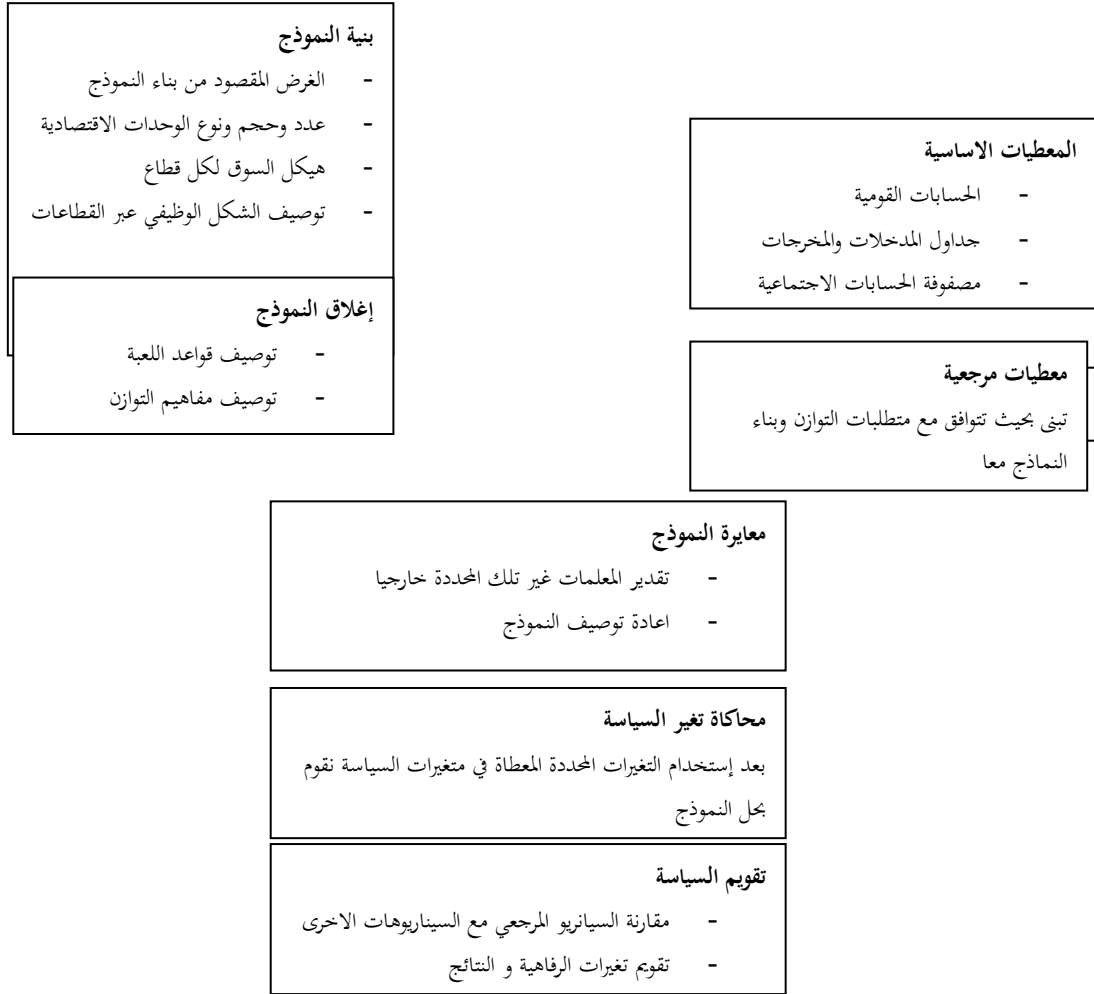 بنية النموذج
- الغرض المقصود من بناء النموذج
- عدد وحجم ونوع الوحدات الاقتصادية
- هيكل السوق لكل قطاع
- توصيف الشكل الوظيفي عبر القطاعات
المعطيات الاساسية
- الحسابات القومية
- جداول المدخلات والمخرجات
- مصفوفة الحسابات الاجتماعية
إغلاق النموذج
- توصيف قواعد اللعبة
- توصيف مفاهيم التوازن
معطيات مرجعية
تبنى بحيث تتوافق مع متطلبات التوازن وبناء
النماذج معا
معايرة النموذج
- تقدير المعلمات غير تلك المحددة خارجيا
- اعادة توصيف النموذج
محاكاة تغير السياسة
بعد إستخدام التغيرات المحددة المعطاة في متغيرات السياسة نقوم
بحل النموذج
تقويم السياسة
- مقارنة السيانريو المرجعي مع السيناريوهات الاخرى
- تقويم تغيرات الرفاهية و النتائج